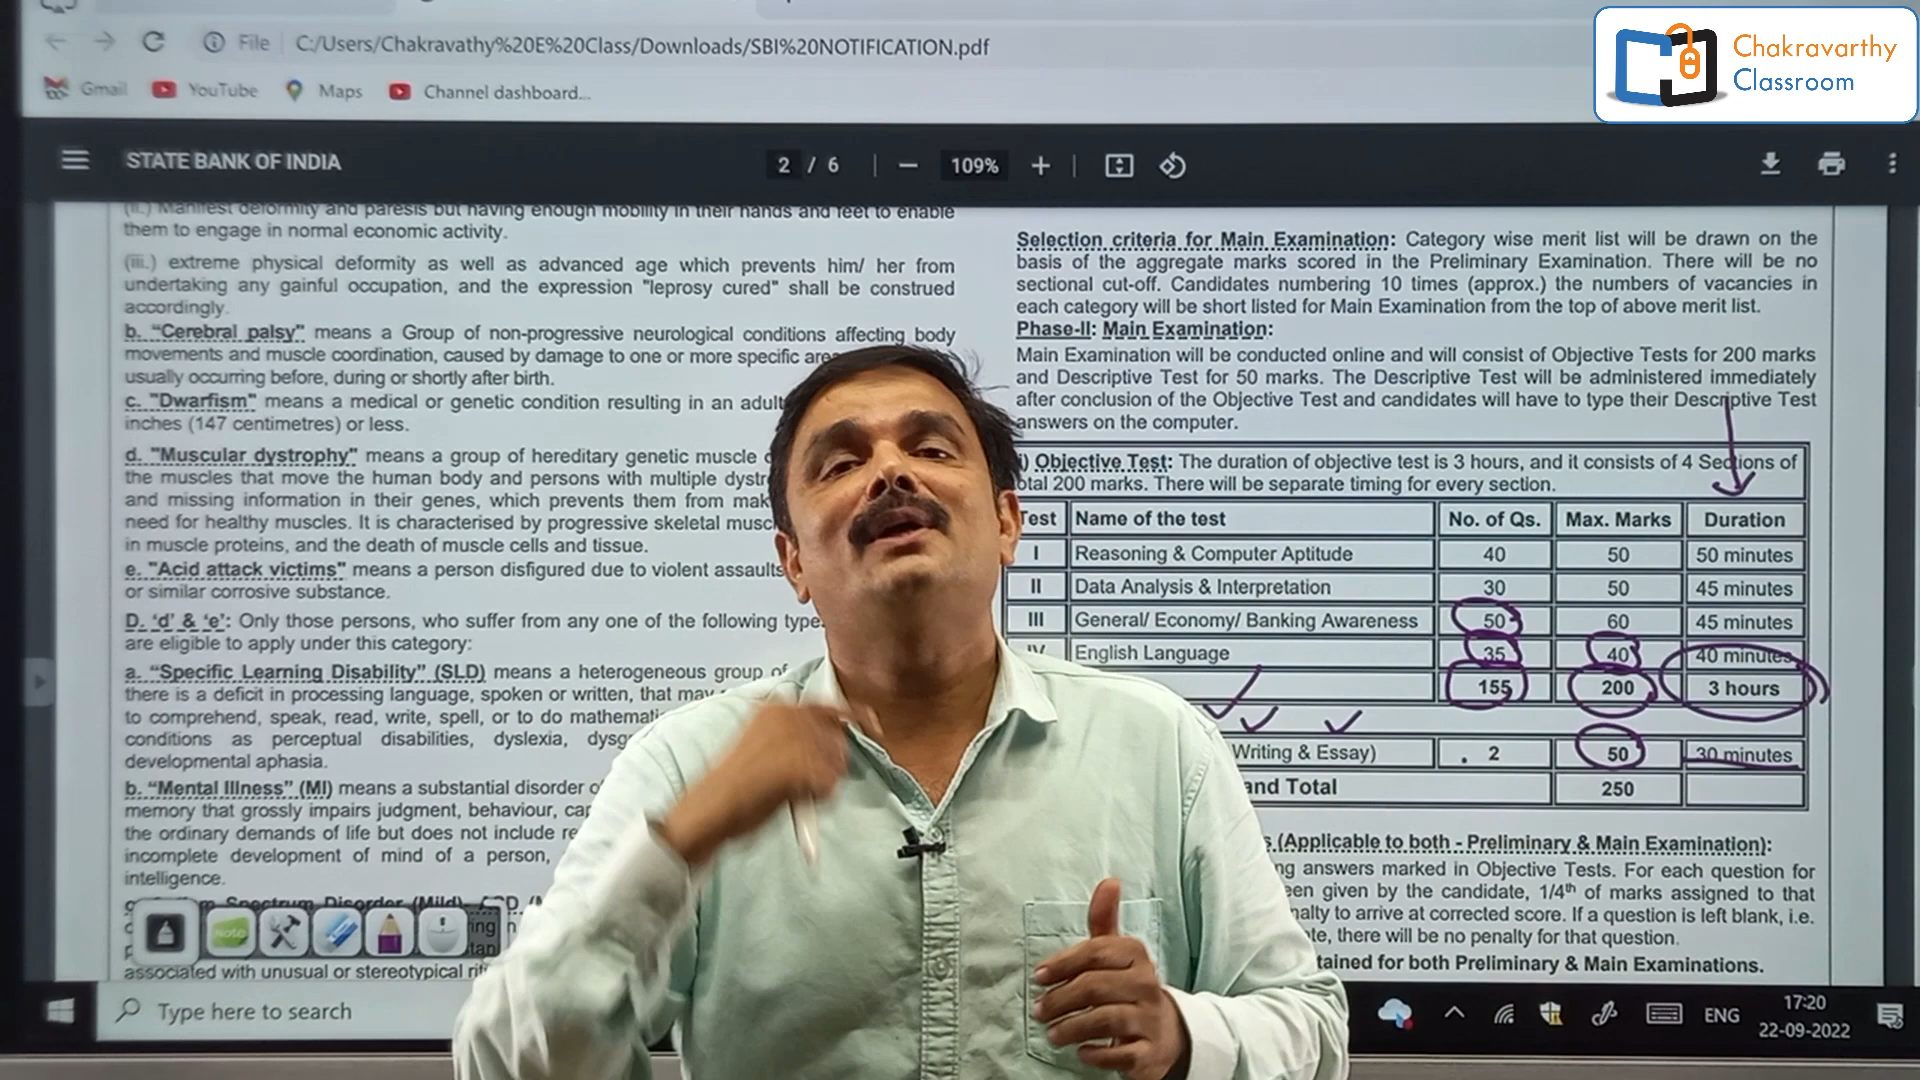 File C:/Users/Chakravathy%20E%20Class/Downloads/SBI%20NOTIFICATION.pdf
Chakravarthy
Classroom
Gmail YouTube Maps Channel dashboard...
STATE BANK OF INDIA 2 / 6 109%
(ii.) Manifest deformity and paresis but having enough mobility in their hands and feet to enable
them to engage in normal economic activity.
(iii.) extreme physical deformity as well as advanced age which prevents him/ her from
undertaking any gainful occupation, and the expression "leprosy cured" shall be construed
accordingly.
b. "Cerebral palsy" means a Group of non-progressive neurological conditions affecting body
movements and muscle coordination, caused by damage to one or more specific
usually occurring before, during or shortly after birth.
c. "Dwarfism" means a medical or genetic condition resulting in an adult
inches (147 centimetres) or less.
d. "Muscular dystrophy" means a group of hereditary genetic muscle
the muscles that move the human body and persons with multiple
and missing information in their genes, which prevents them from
need for healthy muscles. It is characterised by progressive skeletal
in muscle proteins, and the death of muscle cells and tissue.
e. "Acid attack victims" means a person disfigured due to violent assaults
or similar corrosive substance.
D. 'd' & 'e': Only those persons, who suffer from any one of the following
are eligible to apply under this category:
a. "Specific Learning Disability" (SLD) means a heterogeneous group of
there is a deficit in processing language, spoken or written, that may
to comprehend, speak, read, write, spell, or to do
conditions as perceptual disabilities, dyslexia,
developmental aphasia.
b. "Mental Illness" (MI) means a substantial disorder
memory that grossly impairs judgment, behaviour,
the ordinary demands of life but does not include
incomplete development of mind of a person,
intelligence.
Spectrum Disorder (Mild)
associated with unusual or stereotypical
Selection criteria for Main Examination: Category wise merit list will be drawn on the
basis of the aggregate marks scored in the Preliminary Examination. There will be no
sectional cut-off. Candidates numbering 10 times (approx.) the numbers of vacancies in
each category will be short listed for Main Examination from the top of above merit list.
Phase-II: Main Examination:
Main Examination will be conducted online and will consist of Objective Tests for 200 marks
and Descriptive Test for 50 marks. The Descriptive Test will be administered immediately
after conclusion of the Objective Test and candidates will have to type their Descriptive Test
answers on the computer.
i) Objective Test: The duration of objective test is 3 hours, and it consists of 4 Sections of
total 200 marks. There will be separate timing for every section.
Test Name of the test No. of Qs. Max. Marks Duration
I Reasoning & Computer Aptitude 40 50 50 minutes
II Data Analysis & Interpretation 30 50 45 minutes
III General/ Economy/ Banking Awareness 50 60 45 minutes
IV English Language 35 40 40 minutes
155 200 3 hours
Writing & Essay) 2 50 30 minutes
Total 250
(Applicable to both - Preliminary & Main Examination):
answers marked in Objective Tests. For each question for
given by the candidate, 1/4th of marks assigned to that
to arrive at corrected score. If a question is left blank, i.e.
there will be no penalty for that question.
for both Preliminary & Main Examinations.
Note
Type here to search
ENG 17:20
22-09-2022